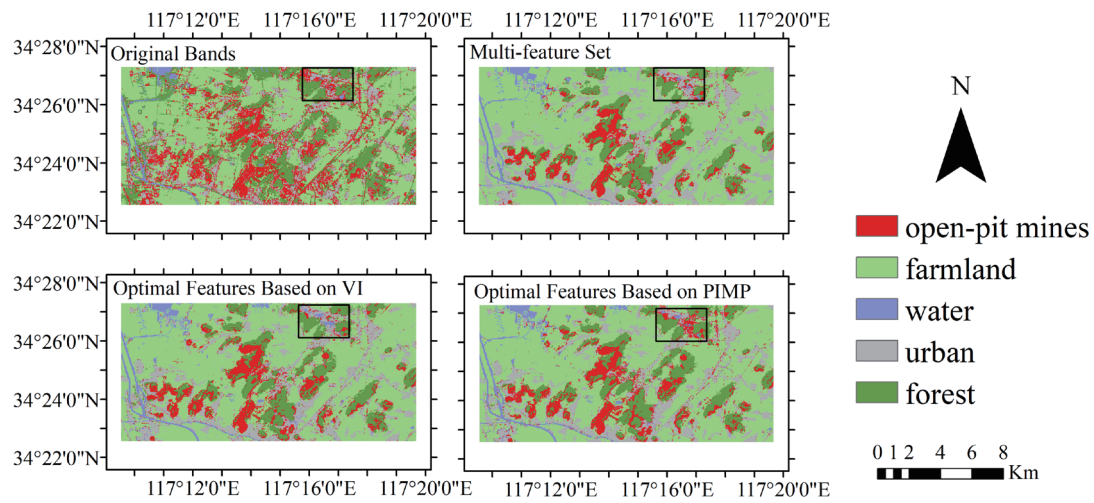 117°12'0"E 117°16'0"E 117°20'0"E 117°12'0"E 117°16'0"E 117°20'0"E
34°28'0"N
Original Bands
Multi-feature Set
34°26'0"N
34°24'0"N
34°22'0"N
N
open-pit mines
farmland
water
urban
forest
34°28'0"N
Optimal Features Based on VI
Optimal Features Based on PIMP
34°26'0"N
34°24'0"N
34°22'0"N
117°12'0"E 117°16'0"E 117°20'0"E 117°12'0"E 117°16'0"E 117°20'0"E
0 1 2 4 6 8
Km